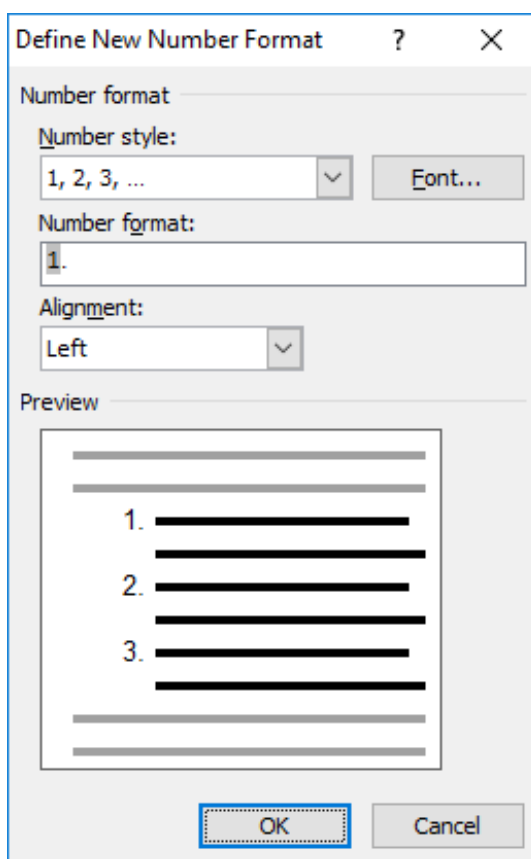 Define New Number Format ?
Number format
Number style:
1, 2, 3, ...
Font...
Number format:
1.
Alignment:
Left
Preview
1.
2.
3.
OK Cancel